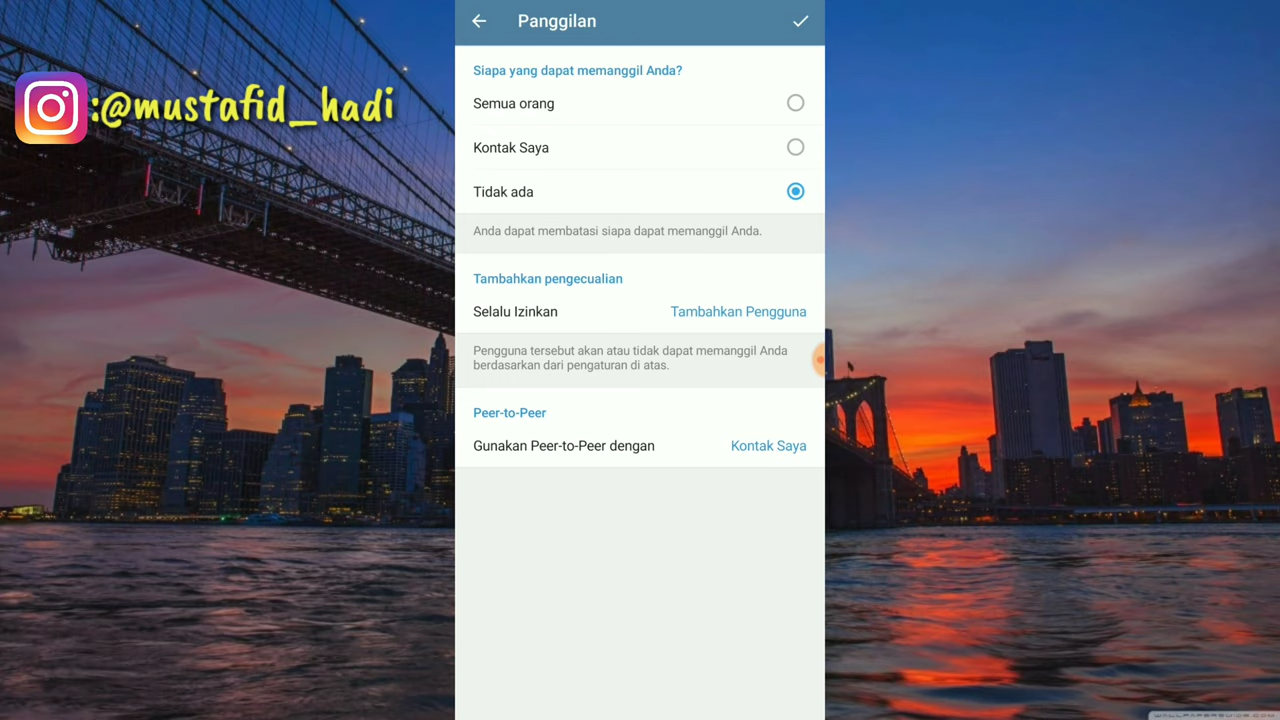 Panggilan
:@mustafid_hadi
Siapa yang dapat memanggil Anda?
Semua orang
Kontak Saya
Tidak ada
Anda dapat membatasi siapa dapat memanggil Anda.
Tambahkan pengecualian
Selalu Izinkan Tambahkan Pengguna
Pengguna tersebut akan atau tidak dapat memanggil Anda
berdasarkan dari pengaturan di atas.
Peer-to-Peer
Gunakan Peer-to-Peer dengan Kontak Saya